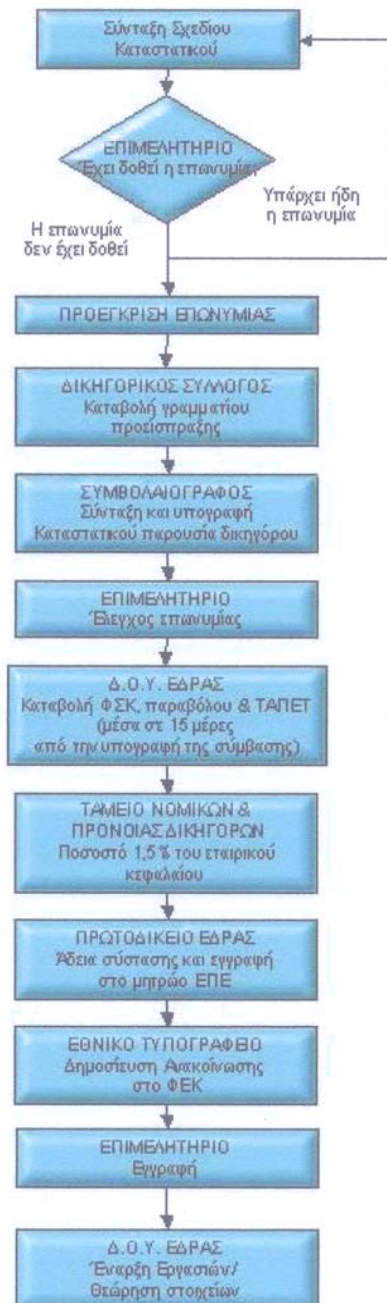 Σύνταξη Σχεδίου
Καταστατικού
ΕΠΙΜΕΛΗΤΗΡΙΟ
Έχει δοθεί η επωνυμία;
Υπάρχει ήδη
η επωνυμία
Η επωνυμία
δεν έχει δοθεί
ΠΡΟΕΓΚΡΙΣΗ ΕΠΩΝΥΜΙΑΣ
ΔΙΚΗΓΟΡΙΚΟΣ ΣΥΛΛΟΓΟΣ
Καταβολή γραμματίου
προείσπραξης
ΣΥΜΒΟΛΑΙΟΓΡΑΦΟΣ
Σύνταξη και υπογραφή
Καταστατικού παρουσία δικηγόρου
ΕΠΙΜΕΛΗΤΗΡΙΟ
Έλεγχος επωνυμίας
Δ.Ο.Υ. ΕΔΡΑΣ
Καταβολή ΦΣΚ, παραβόλου & ΤΑΠΕΤ
(μέσα σε 15 μέρες
από την υπογραφή της σύμβασης)
ΤΑΜΕΙΟ ΝΟΜΙΚΩΝ &
ΠΡΟΝΟΙΑΣ ΔΙΚΗΓΟΡΩΝ
Ποσοστό 1,5% του εταιρικού
κεφαλαίου
ΠΡΩΤΟΔΙΚΕΙΟ ΕΔΡΑΣ
Άδεια σύστασης και εγγραφή
στο μητρώο ΕΠΕ
ΕΘΝΙΚΟ ΤΥΠΟΓΡΑΦΕΙΟ
Δημοσίευση Ανακοίνωσης
στο ΦΕΚ
ΕΠΙΜΕΛΗΤΗΡΙΟ
Εγγραφή
Δ.Ο.Υ. ΕΔΡΑΣ
Έναρξη Εργασιών/
Θεώρηση στοιχείων